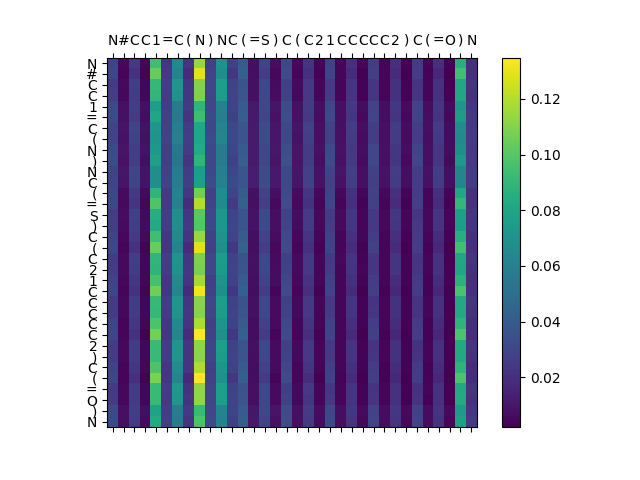 N#CC1=C(N)NC(=S)C(C21CCCCC2)C(=O)N
N
#
C
C
1
=
C
(
N
)
N
C
(
=
S
)
C
(
C
2
1
C
C
C
C
C
2
)
C
(
=
O
)
N
0.12
0.10
0.08
0.06
0.04
0.02